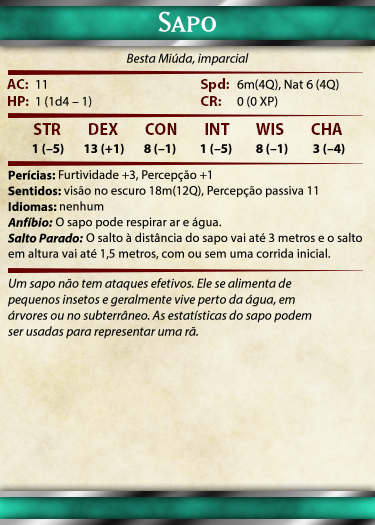 Sapo
Besta Miúda, imparcial
AC: 11 Spd: 6m(4Q), Nat 6 (4Q)
HP: 1 (1d4 – 1) CR: 0 (0 XP)
STR DEX CON INT WIS CHA
1 (–5) 13 (+1) 8 (–1) 1 (–5) 8 (–1) 3 (–4)
Perícias: Furtividade +3, Percepção +1
Sentidos: visão no escuro 18m(12Q), Percepção passiva 11
Idiomas: nenhum
Anfíbio: O sapo pode respirar ar e água.
Salto Parado: O salto à distância do sapo vai até 3 metros e o salto
em altura vai até 1,5 metros, com ou sem uma corrida inicial.
Um sapo não tem ataques efetivos. Ele se alimenta de
pequenos insetos e geralmente vive perto da água, em
árvores ou no subterrâneo. As estatísticas do sapo podem
ser usadas para representar uma rã.